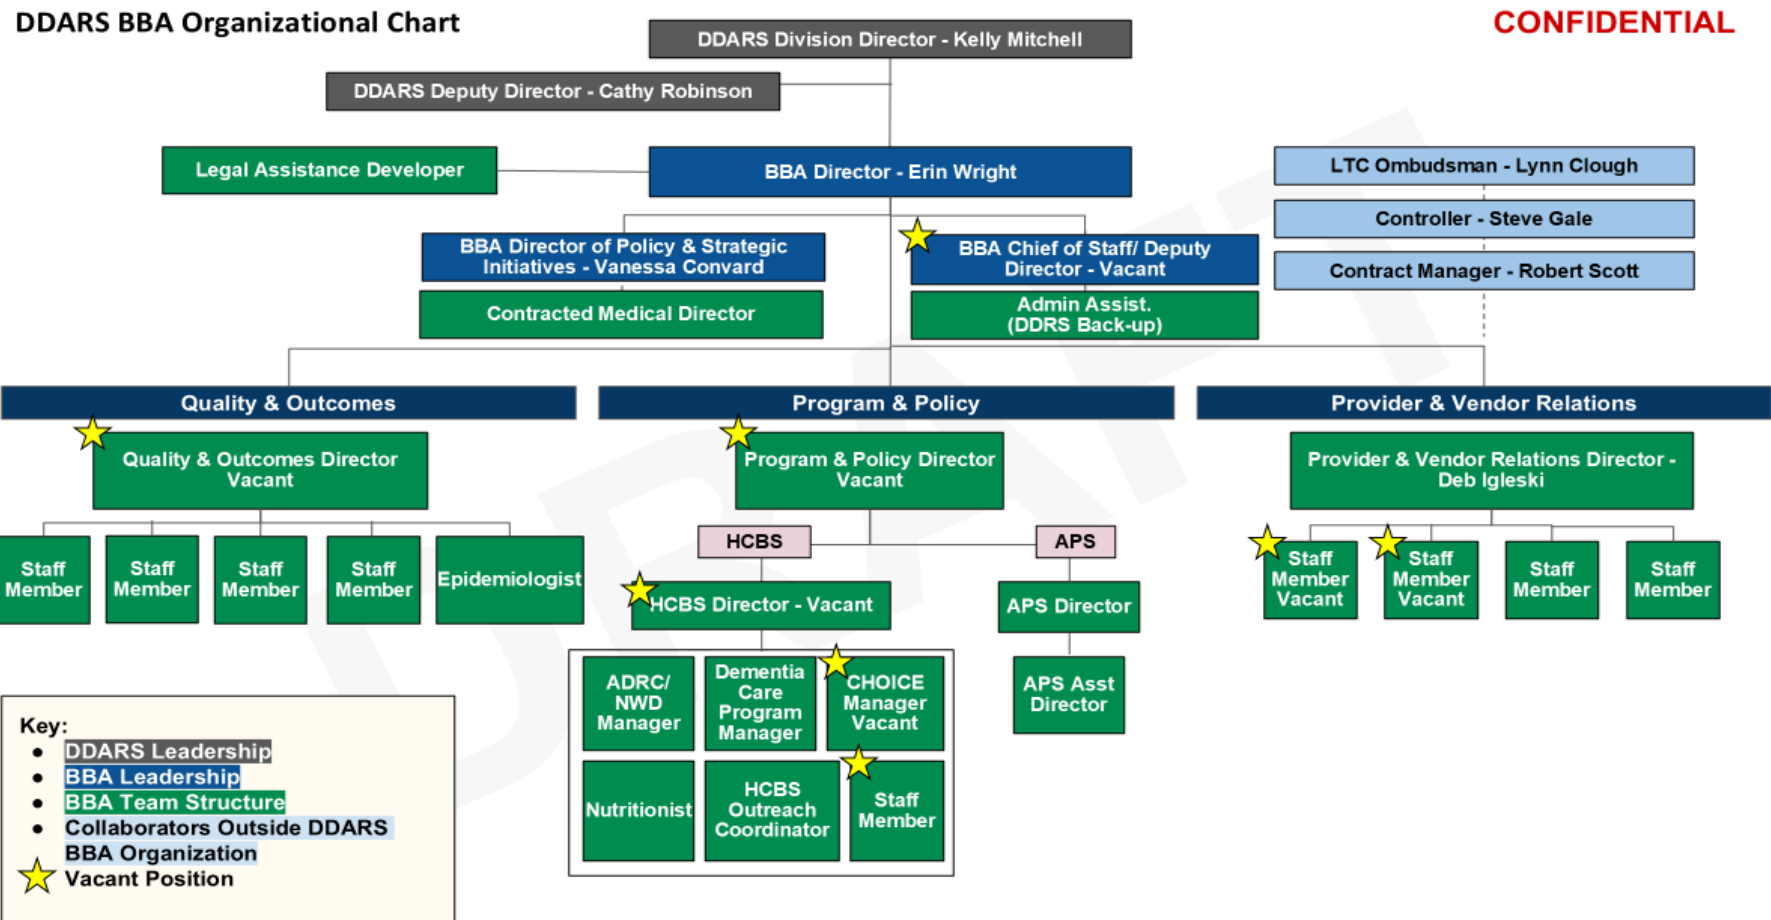 DDARS BBA Organizational Chart
CONFIDENTIAL
DDARS Division Director - Kelly Mitchell
DDARS Deputy Director - Cathy Robinson
Legal Assistance Developer
BBA Director - Erin Wright
LTC Ombudsman - Lynn Clough
Controller - Steve Gale
Contract Manager - Robert Scott
BBA Director of Policy & Strategic
Initiatives - Vanessa Convard
BBA Chief of Staff/ Deputy
Director - Vacant
Contracted Medical Director
Admin Assist.
(DDRS Back-up)
DRAFT
Quality & Outcomes
Program & Policy
Provider & Vendor Relations
Quality & Outcomes Director
Vacant
Program & Policy Director
Vacant
Provider & Vendor Relations Director -
Deb Igleski
Staff
Member
Staff
Member
Staff
Member
Staff
Member
Epidemiologist
HCBS
APS
Staff
Member
Vacant
Staff
Member
Vacant
Staff
Member
Staff
Member
HCBS Director - Vacant
APS Director
ADRC/
NWD
Manager
Dementia
Care
Program
Manager
CHOICE
Manager
Vacant
APS Asst
Director
Nutritionist
HCBS
Outreach
Coordinator
Staff
Member
Key:
DDARS Leadership
BBA Leadership
BBA Team Structure
Collaborators Outside DDARS
BBA Organization
Vacant Position